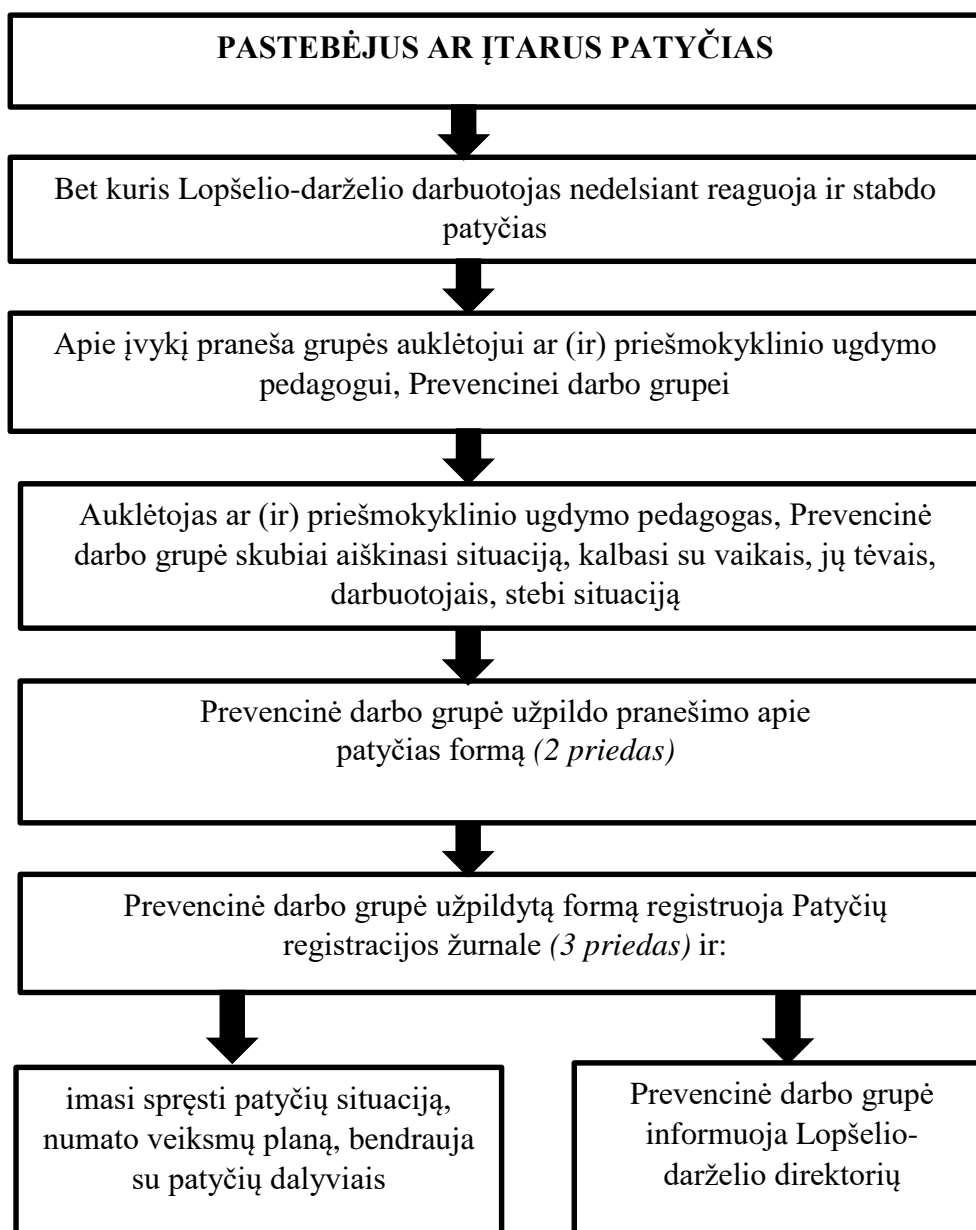 PASTEBĖJUS AR ĮTARUS PATYČIAS
Bet kuris Lopšelio-darželio darbuotojas nedelsiant reaguoja ir stabdo
patyčias
Apie įvykį praneša grupės auklėtojui ar (ir) priešmokyklinio ugdymo
pedagogui, Prevencinei darbo grupei
Auklėtojas ar (ir) priešmokyklinio ugdymo pedagogas, Prevencinė
darbo grupė skubiai aiškinasi situaciją, kalbasi su vaikais, jų tėvais,
darbuotojais, stebi situaciją
Prevencinė darbo grupė užpildo pranešimo apie
patyčias formą (2 priedas)
Prevencinė darbo grupė užpildytą formą registruoja Patyčių
registracijos žurnale (3 priedas) ir:
imasi spręsti patyčių situaciją,
numato veiksmų planą, bendrauja
su patyčių dalyviais
Prevencinė darbo grupė
informuoja Lopšelio-
darželio direktorių